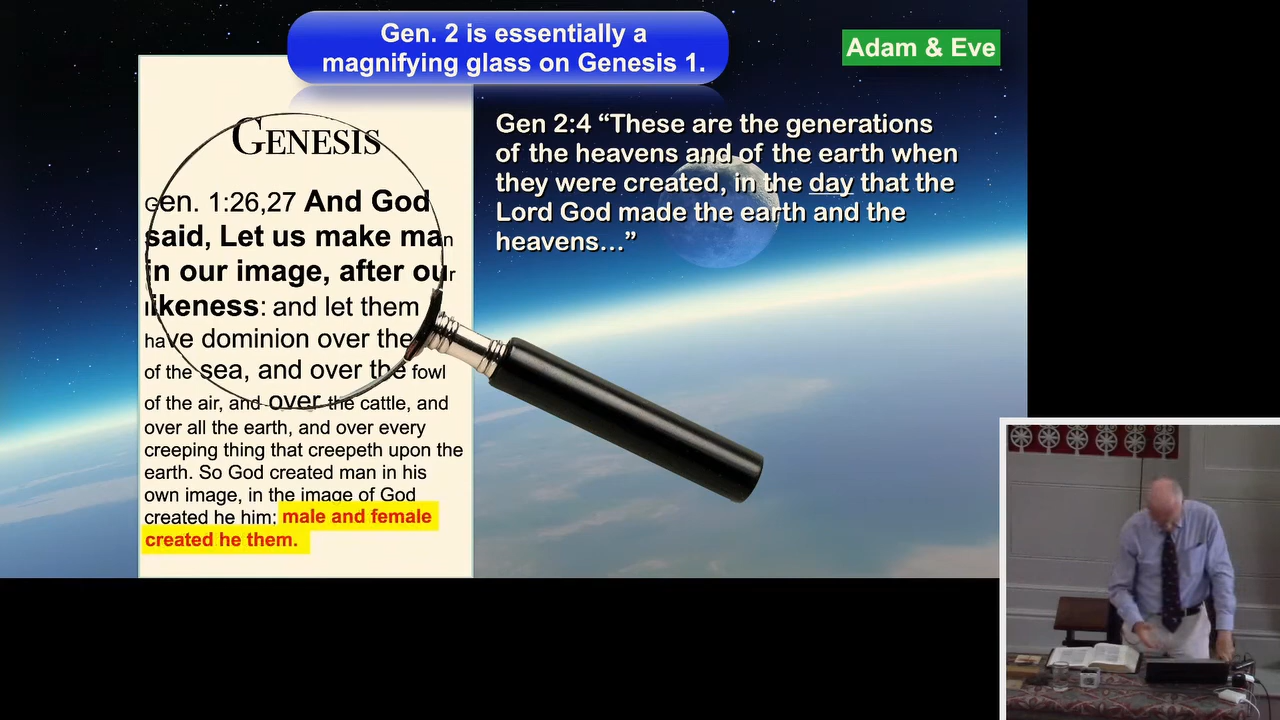 Gen. 2 is essentially a
magnifying glass on Genesis 1.
Adam & Eve
GENESIS
Gen. 1:26,27 And God
said, Let us make man
in our image, after our
likeness: and let them
have dominion over the
of the sea, and over the fowl
of the air, and over the cattle, and
over all the earth, and over every
creeping thing that creepeth upon the
earth. So God created man in his
own image, in the image of God
created he him; male and female
created he them.
Gen 2:4 “These are the generations
of the heavens and of the earth when
they were created, in the day that the
Lord God made the earth and the
heavens…”